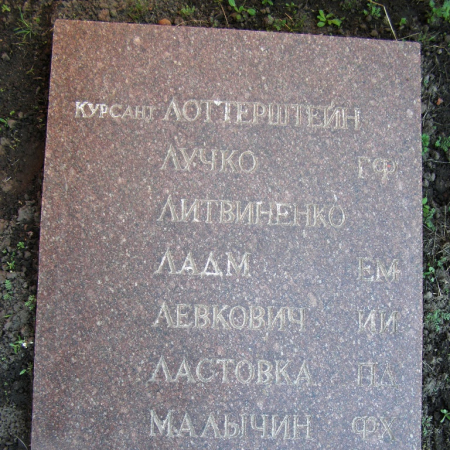 КУРСАНТ ЛОТТЕРШТЕЙН
ЛУЧКО ГФ
ЛИТВИНЕНКО
ЛАДМ ЕМ
ЛЕВКОВИЧ ИИ
ЛАСТОВКА ПЛ
МАЛЫЧИН ФХ